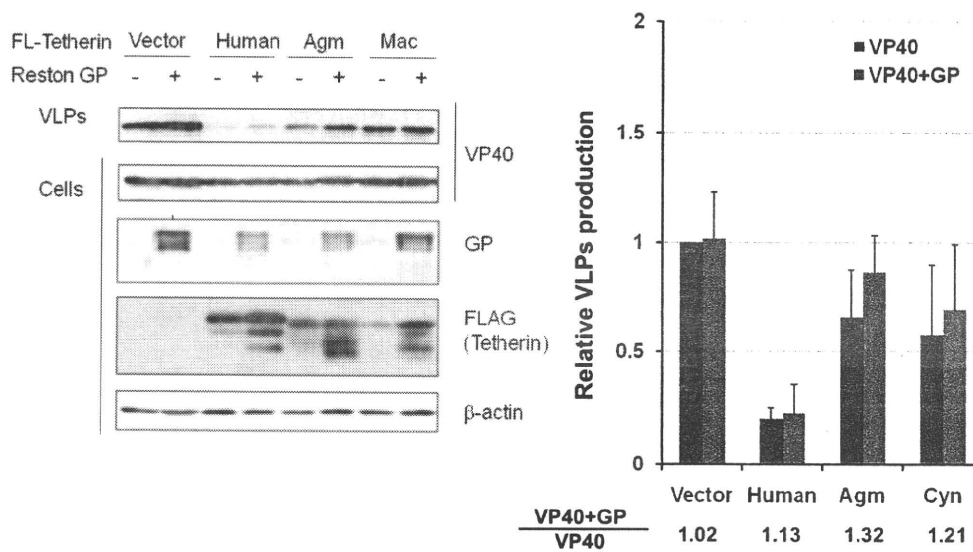 FL-Tetherin Vector Human Agm Mac
Reston GP - + - + - + - +
VLPs
VP40
Cells
GP
FLAG
(Tetherin)
β-actin
Relative VLPs production
2
1.5
1
0.5
0
VP40
VP40+GP
Vector Human Agm Cyn
VP40+GP
VP40
1.02 1.13 1.32 1.21